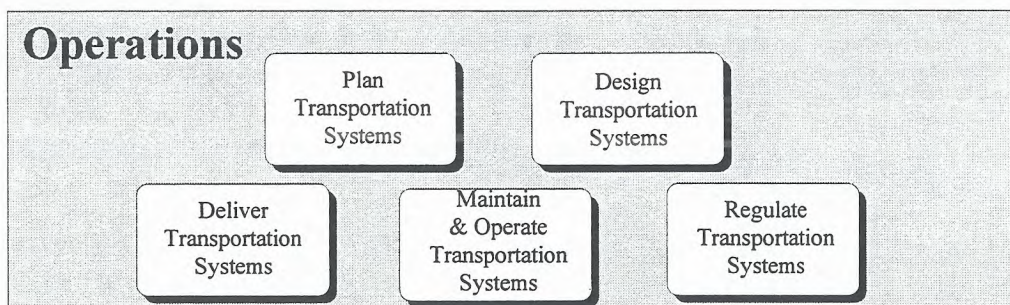 Operations
Plan
Transportation
Systems
Design
Transportation
Systems
Deliver
Transportation
Systems
Maintain
& Operate
Transportation
Systems
Regulate
Transportation
Systems